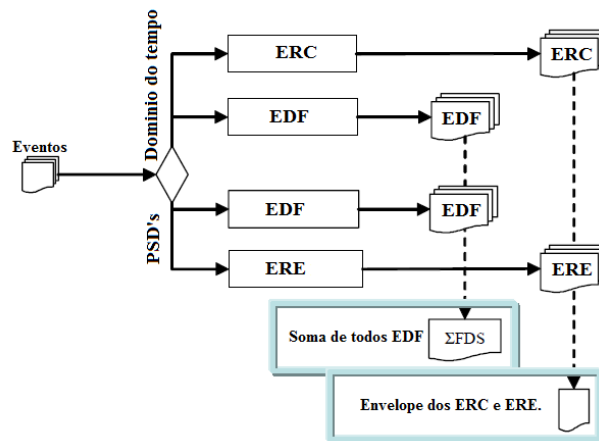 ERC
ERC
Dominio do tempo
EDF
EDF
Eventos
PSD's
EDF
EDF
ERE
ERE
Soma de todos EDF
ΣFDS
Envelope dos ERC e ERE.